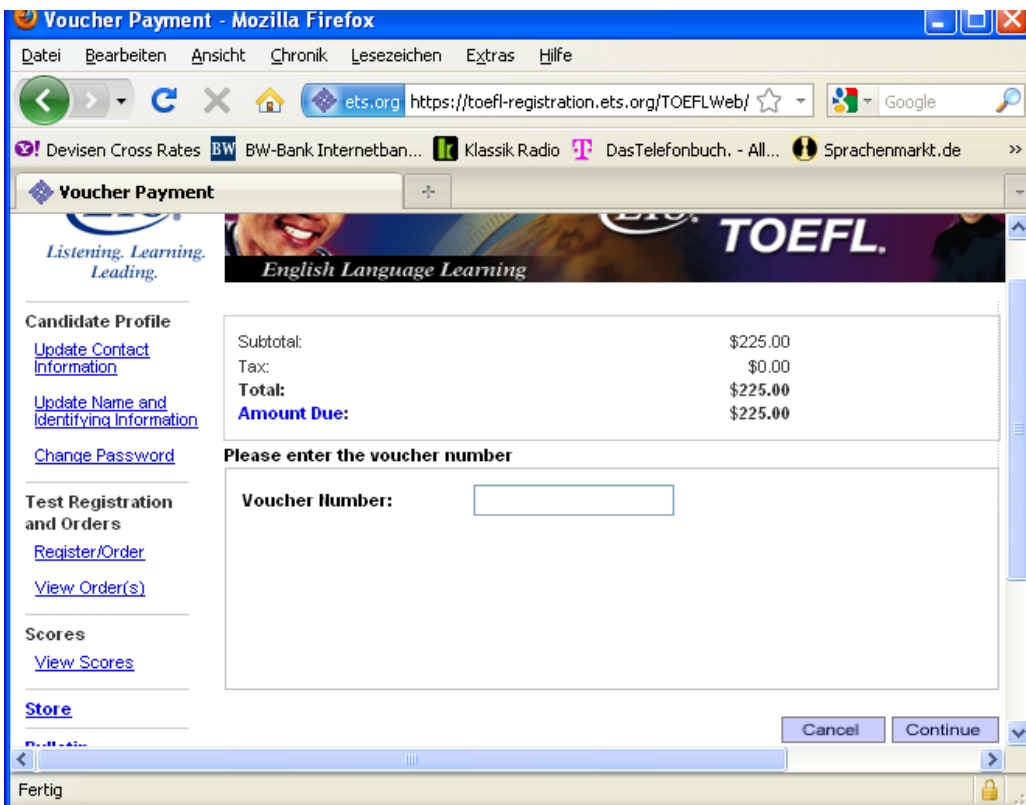 Voucher Payment - Mozilla Firefox
Datei Bearbeiten Ansicht Chronik Lesezeichen Extras Hilfe
ets.org https://toefl-registration.ets.org/TOEFLWeb/ Google
Devisen Cross Rates BW BW-Bank Internetban... Klassik Radio T DasTelefonbuch. - All... Sprachenmarkt.de »
Voucher Payment
ETS®
Listening. Learning.
Leading.
ETS® TOEFL®
English Language Learning
Candidate Profile
Update Contact
Information
Update Name and
Identifying Information
Change Password
Test Registration
and Orders
Register/Order
View Order(s)
Scores
View Scores
Store
Bulletin
Subtotal: $225.00
Tax: $0.00
Total: $225.00
Amount Due: $225.00
Please enter the voucher number
Voucher Number:
Cancel Continue
Fertig